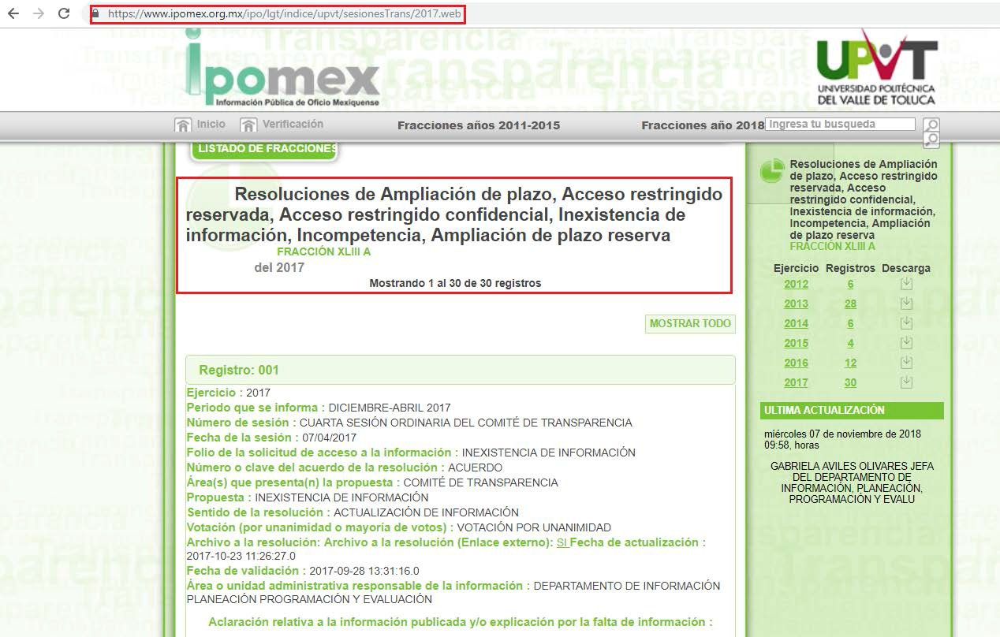 https://www.ipomex.org.mx/ipo/lgt/indice/upvt/sesionesTrans/2017.web
Transparencia
ipomex
Información Pública de Oficio Mexiquense
UPVT
UNIVERSIDAD POLITÉCNICA
DEL VALLE DE TOLUCA
Inicio Verificación Fracciones años 2011-2015 Fracciones año 2018 Ingresa tu busqueda
LISTADO DE FRACCIONES
Resoluciones de Ampliación de plazo, Acceso restringido
reservada, Acceso restringido confidencial, Inexistencia de
información, Incompetencia, Ampliación de plazo reserva
FRACCIÓN XLIII A
del 2017
Mostrando 1 al 30 de 30 registros
MOSTRAR TODO
Registro: 001
Ejercicio : 2017
Periodo que se informa : DICIEMBRE-ABRIL 2017
Número de sesión : CUARTA SESIÓN ORDINARIA DEL COMITÉ DE TRANSPARENCIA
Fecha de la sesión : 07/04/2017
Folio de la solicitud de acceso a la información : INEXISTENCIA DE INFORMACIÓN
Número o clave del acuerdo de la resolución : ACUERDO
Área(s) que presenta(n) la propuesta : COMITÉ DE TRANSPARENCIA
Propuesta : INEXISTENCIA DE INFORMACIÓN
Sentido de la resolución : ACTUALIZACIÓN DE INFORMACIÓN
Votación (por unanimidad o mayoría de votos) : VOTACIÓN POR UNANIMIDAD
Archivo a la resolución: Archivo a la resolución (Enlace externo): SI Fecha de actualización :
2017-10-23 11:26:27.0
Fecha de validación : 2017-09-28 13:31:16.0
Área o unidad administrativa responsable de la información : DEPARTAMENTO DE INFORMACIÓN
PLANEACIÓN PROGRAMACIÓN Y EVALUACIÓN
Aclaración relativa a la información publicada y/o explicación por la falta de información :
Resoluciones de Ampliación
de plazo, Acceso restringido
reservada, Acceso
restringido confidencial,
Inexistencia de información,
Incompetencia, Ampliación
de plazo reserva
FRACCIÓN XLIII A
Ejercicio Registros Descarga
2012 6
2013 28
2014 6
2015 4
2016 12
2017 30
ULTIMA ACTUALIZACIÓN
miércoles 07 de noviembre de 2018
09:58, horas
GABRIELA AVILES OLIVARES JEFA
DEL DEPARTAMENTO DE
INFORMACIÓN, PLANEACIÓN,
PROGRAMACIÓN Y EVALU